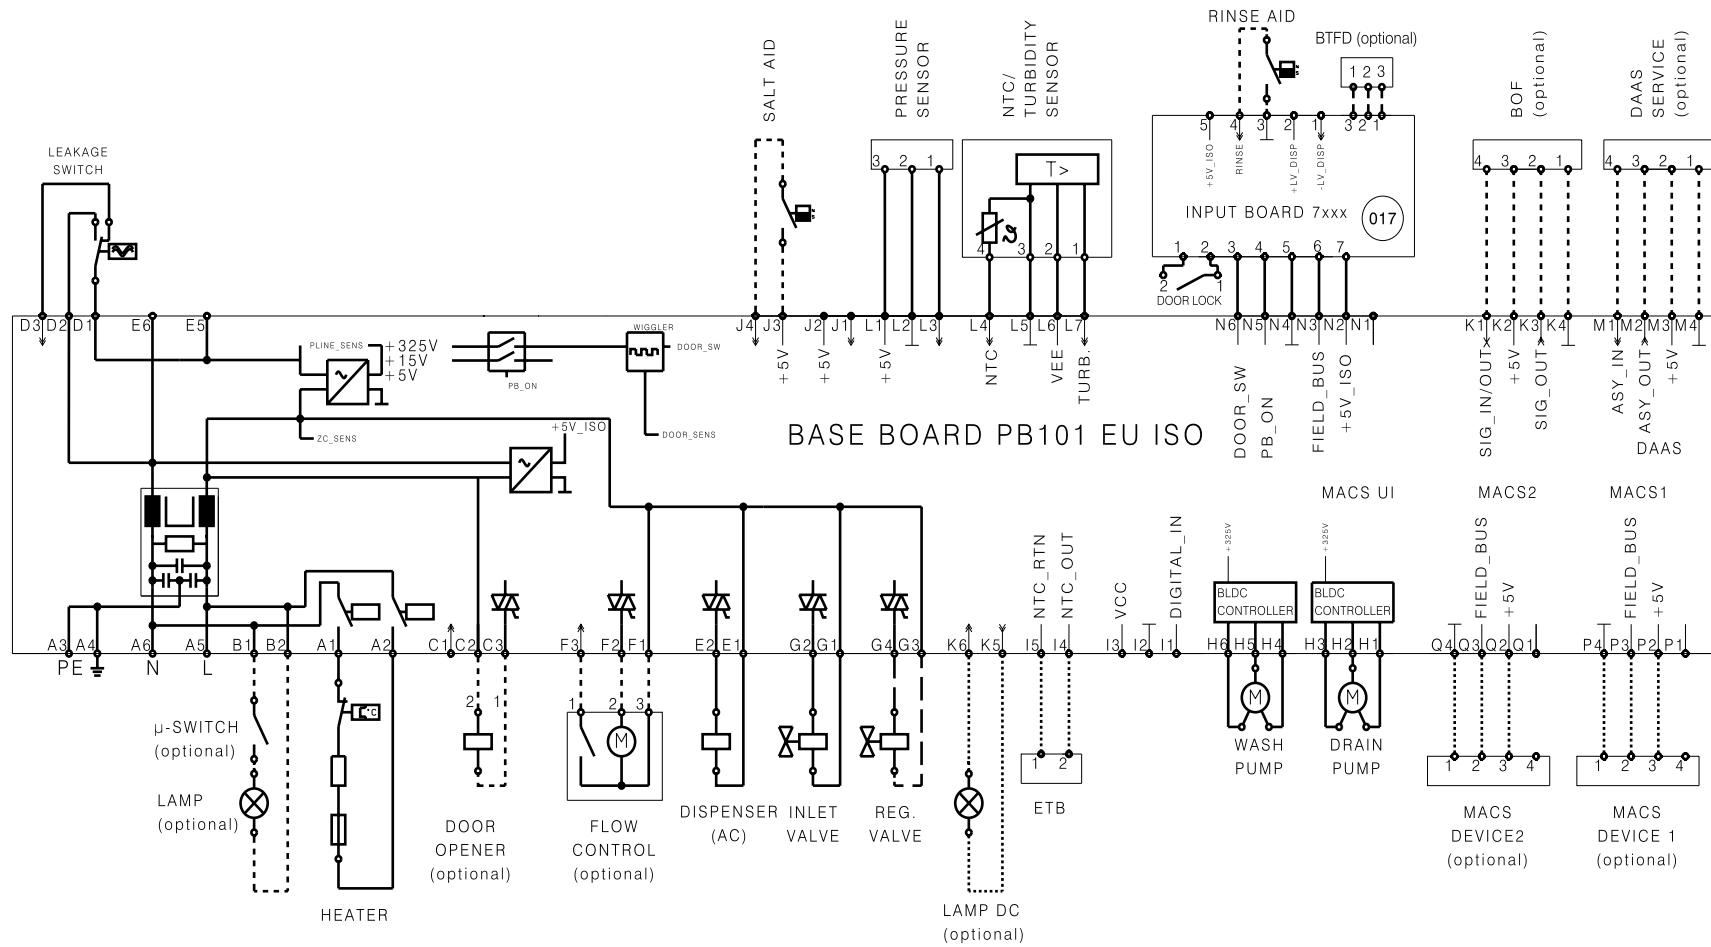 RINSE AID
BTFD (optional)
1 2 3
SALT AID
PRESSURE
SENSOR
NTC/
TURBIDITY
SENSOR
BOF
(optional)
DAAS
SERVICE
(optional)
LEAKAGE
SWITCH
3 2 1
T>
4 3 2 1
5 4 3 2 1 3 2 1
+5V_ISO
RINSE
+LV_DISP
-LV_DISP
INPUT BOARD 7xxx
017
1 2 3 4 5 6 7
2 1
DOOR LOCK
4 3 2 1
4 3 2 1
D3 D2 D1 E6 E5
J4 J3 J2 J1 L1 L2 L3 L4 L5 L6 L7
N6 N5 N4 N3 N2 N1
K1 K2 K3 K4 M1 M2 M3 M4
PLINE_SENS
+325V
+15V
+5V
PB_ON
WIGGLER
DOOR_SW
DOOR_SENS
ZC_SENS
+5V_ISO
+5V
+5V
+5V
NTC
VEE
TURB.
DOOR_SW
PB_ON
FIELD_BUS
+5V_ISO
SIG_IN/OUT
+5V
SIG_OUT
ASY_IN
ASY_OUT
+5V
DAAS
BASE BOARD PB101 EU ISO
MACS UI
MACS2
MACS1
NTC_RTN
NTC_OUT
VCC
DIGITAL_IN
+325V
+325V
FIELD_BUS
+5V
FIELD_BUS
+5V
BLDC
CONTROLLER
BLDC
CONTROLLER
A3 A4 A6 A5 B1 B2 A1 A2 C1 C2 C3 F3 F2 F1 E2 E1 G2 G1 G4 G3 K6 K5 I5 I4 I3 I2 I1 H6 H5 H4 H3 H2 H1 Q4 Q3 Q2 Q1 P4 P3 P2 P1
PE N L
2 1
1 2 3
M
M
M
°C
µ-SWITCH
(optional)
LAMP
(optional)
HEATER
DOOR
OPENER
(optional)
FLOW
CONTROL
(optional)
DISPENSER
(AC)
INLET
VALVE
REG.
VALVE
LAMP DC
(optional)
1 2
ETB
WASH
PUMP
DRAIN
PUMP
1 2 3 4
MACS
DEVICE2
(optional)
1 2 3 4
MACS
DEVICE 1
(optional)